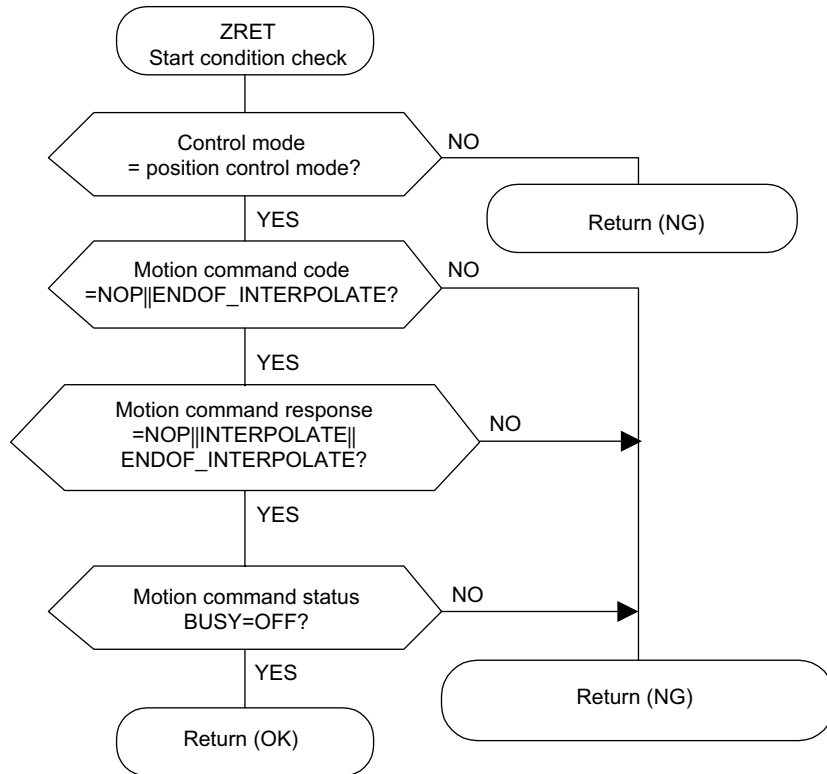 ZRET
Start condition check
Control mode
= position control mode?
NO
Return (NG)
YES
Motion command code
=NOP||ENDOF_INTERPOLATE?
NO
YES
Motion command response
=NOP||INTERPOLATE||
ENDOF_INTERPOLATE?
NO
YES
Motion command status
BUSY=OFF?
NO
YES
Return (NG)
Return (OK)